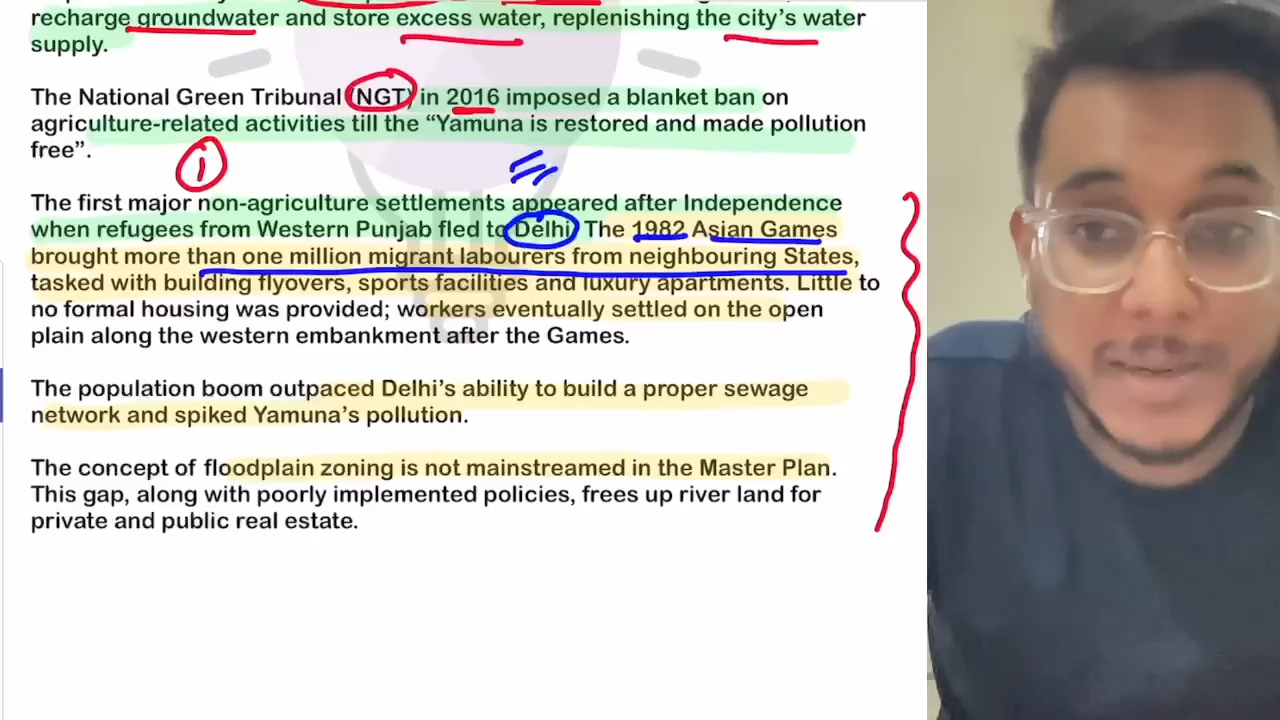 recharge groundwater and store excess water, replenishing the city's water
supply.
The National Green Tribunal (NGT) in 2016 imposed a blanket ban on
agriculture-related activities till the “Yamuna is restored and made pollution
free”.
1
The first major non-agriculture settlements appeared after Independence
when refugees from Western Punjab fled to Delhi. The 1982 Asian Games
brought more than one million migrant labourers from neighbouring States,
tasked with building flyovers, sports facilities and luxury apartments. Little to
no formal housing was provided; workers eventually settled on the open
plain along the western embankment after the Games.
The population boom outpaced Delhi's ability to build a proper sewage
network and spiked Yamuna's pollution.
The concept of floodplain zoning is not mainstreamed in the Master Plan.
This gap, along with poorly implemented policies, frees up river land for
private and public real estate.